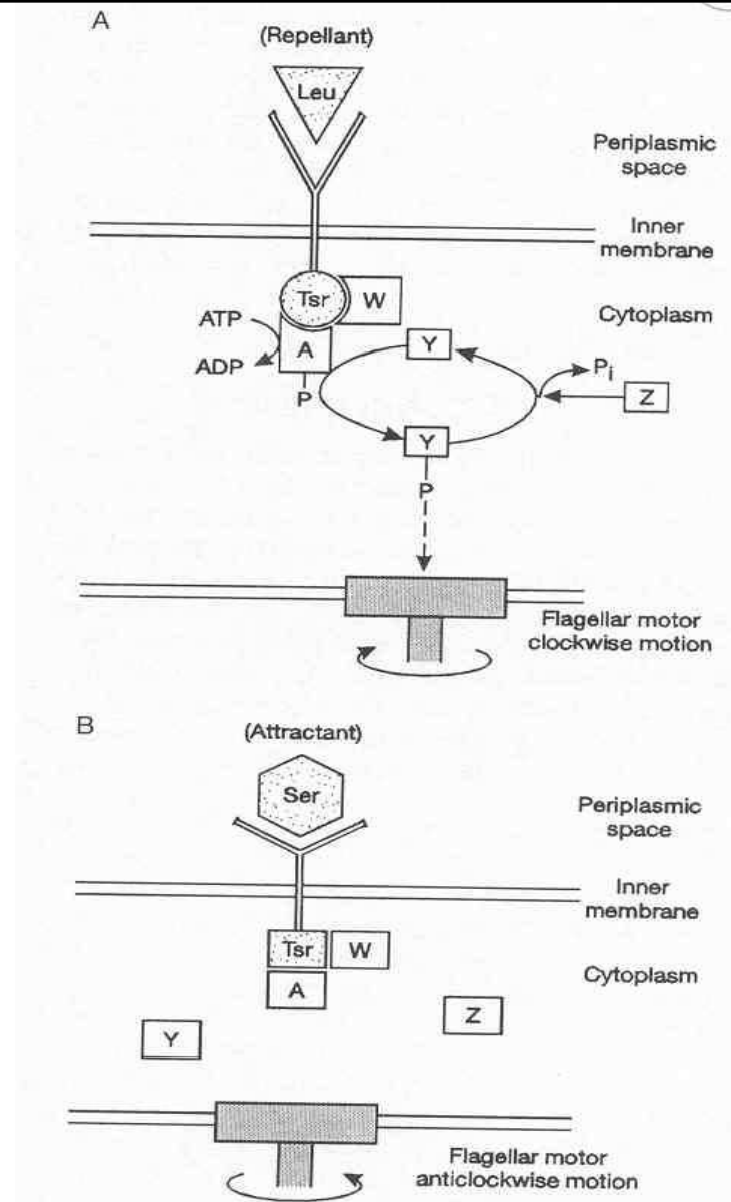 A
(Repellant)
Leu
Periplasmic
space
Inner
membrane
Tsr
W
Cytoplasm
ATP
A
Y
ADP
Pi
P
Z
Y
P
Flagellar motor
clockwise motion
B
(Attractant)
Ser
Periplasmic
space
Inner
membrane
Tsr
W
Cytoplasm
A
Z
Y
Flagellar motor
anticlockwise motion